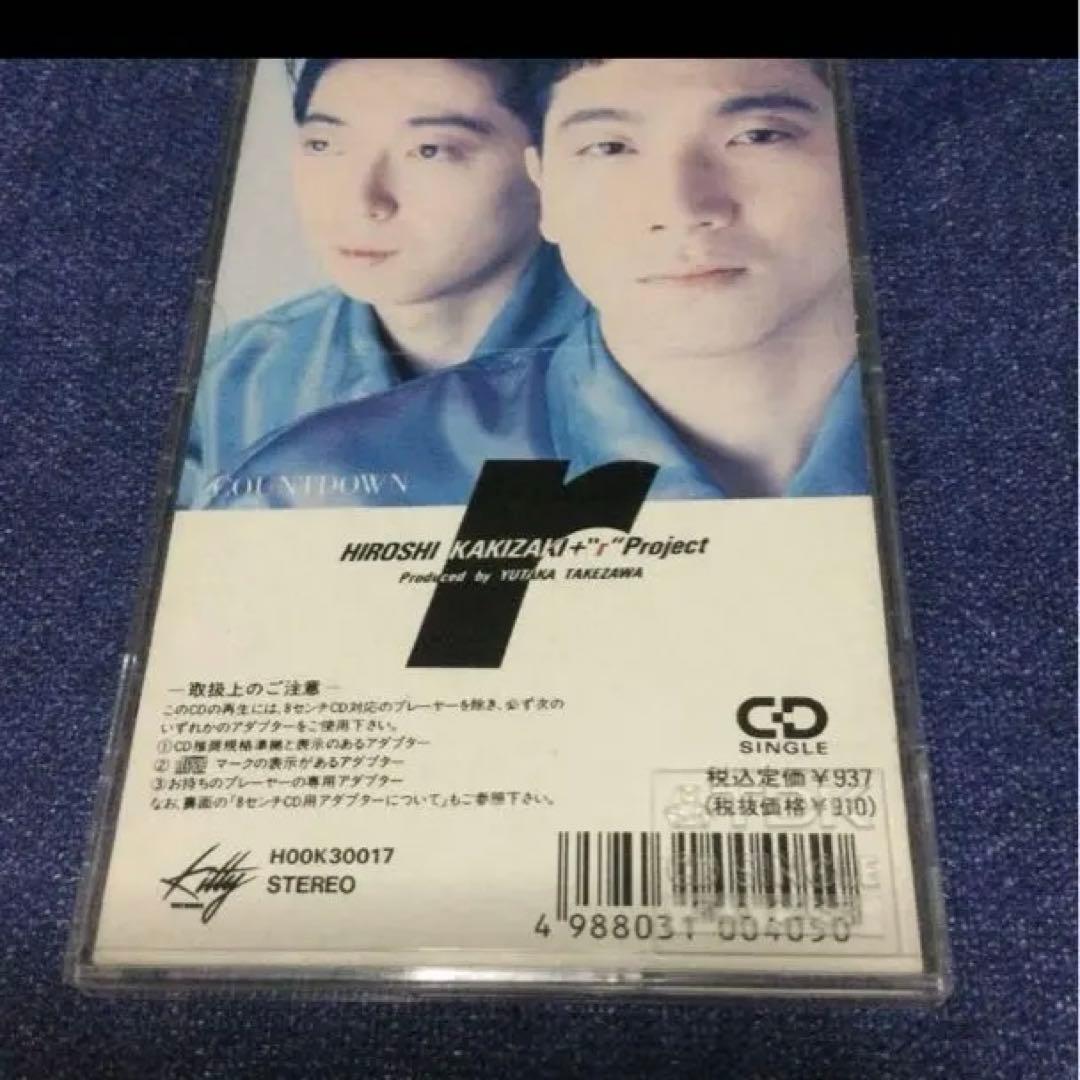 COUNTDOWN
r
HIROSHI KAKIZAKI+"r"Project
Produced by YUTAKA TAKEZAWA
—取扱上のご注意—
このCDの再生には、8センチCD対応のプレーヤーを除き、必ず次の
いずれかのアダプターをご使用下さい。
①CD推奨規格準拠と表示のあるアダプター
② マークの表示があるアダプター
③お持ちのプレーヤーの専用アダプター
なお、裏面の「8センチCD用アダプターについて」もご参照下さい。
CD
SINGLE
税込定価¥937
(税抜価格¥910)
TDK
Kitty
H00K30017
STEREO
4 988031 004050